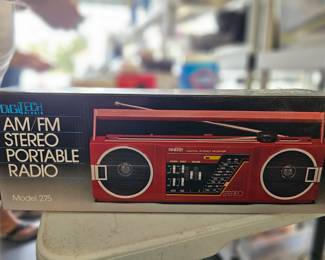 DIGITECH
AM/FM
STEREO
PORTABLE
RADIO
Model 275